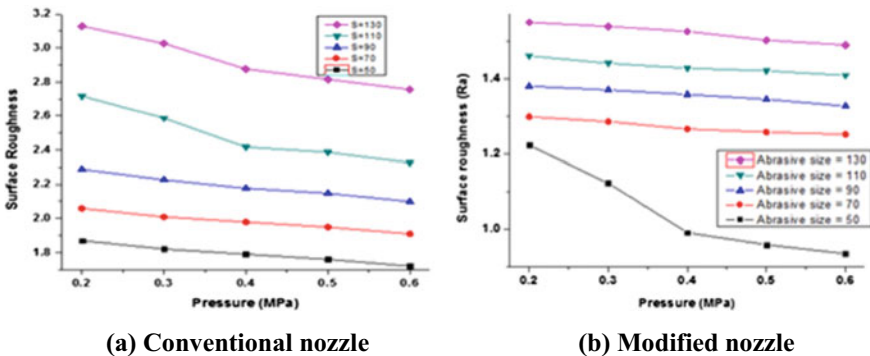 3.2
3.0
2.8
2.6
2.4
2.2
2.0
1.8
Surface Roughness
S=130
S=110
S=90
S=70
S=50
0.2 0.3 0.4 0.5 0.6
Pressure (MPa)
(a) Conventional nozzle
1.4
1.2
1.0
Surface roughness (Ra)
Abrasive size = 130
Abrasive size = 110
Abrasive size = 90
Abrasive size = 70
Abrasive size = 50
0.2 0.3 0.4 0.5 0.6
Pressure (MPa)
(b) Modified nozzle